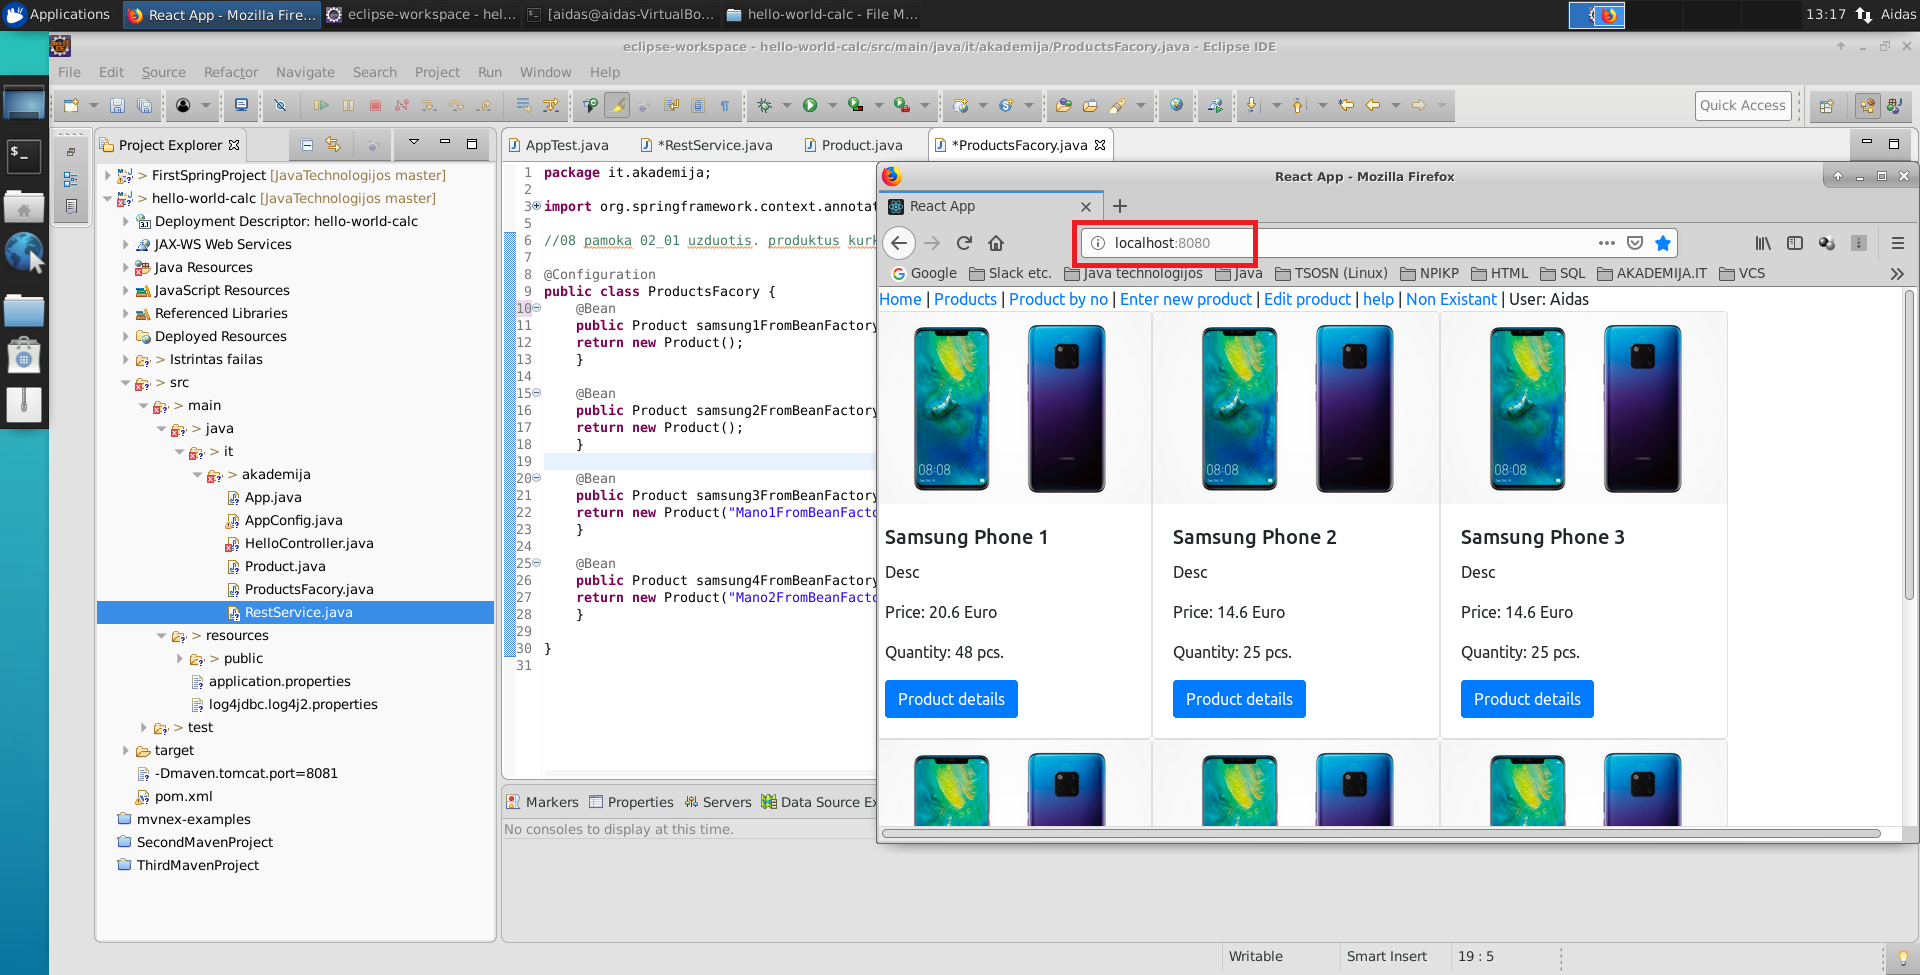 Applications
React App - Mozilla Firef...
eclipse-workspace - hel...
[aidas@aidas-VirtualBo...
hello-world-calc - File M...
13:17
Aidas
eclipse-workspace - hello-world-calc/src/main/java/it/akademija/ProductsFacory.java - Eclipse IDE
File Edit Source Refactor Navigate Search Project Run Window Help
Quick Access
Project Explorer
> FirstSpringProject [JavaTechnologijos master]
> hello-world-calc [JavaTechnologijos master]
Deployment Descriptor: hello-world-calc
JAX-WS Web Services
Java Resources
JavaScript Resources
Referenced Libraries
Deployed Resources
> Istrintas failas
> src
> main
> java
> it
> akademija
App.java
AppConfig.java
HelloController.java
Product.java
ProductsFacory.java
RestService.java
> resources
> public
application.properties
log4jdbc.log4j2.properties
> test
target
-Dmaven.tomcat.port=8081
pom.xml
mvnex-examples
SecondMavenProject
ThirdMavenProject
AppTest.java
*RestService.java
Product.java
*ProductsFacory.java
1 package it.akademija;
2
3 import org.springframework.context.annotat
5
6 //08 pamoka 02_01 uzduotis. produktus kurk
7
8 @Configuration
9 public class ProductsFacory {
10 @Bean
11 public Product samsung1FromBeanFactory
12 return new Product();
13 }
14
15 @Bean
16 public Product samsung2FromBeanFactory
17 return new Product();
18 }
19
20 @Bean
21 public Product samsung3FromBeanFactory
22 return new Product("Mano1FromBeanFacto
23 }
24
25 @Bean
26 public Product samsung4FromBeanFactory
27 return new Product("Mano2FromBeanFacto
28 }
29
30 }
31
Markers Properties Servers Data Source Ex
No consoles to display at this time.
Writable
Smart Insert
19 : 5
React App - Mozilla Firefox
React App
localhost:8080
Google Slack etc. Java technologijos Java TSOSN (Linux) NPIKP HTML SQL AKADEMIJA.IT VCS
Home | Products | Product by no | Enter new product | Edit product | help | Non Existant | User: Aidas
08:08 08:08 08:08
HUAWEI HUAWEI HUAWEI
Samsung Phone 1
Desc
Price: 20.6 Euro
Quantity: 48 pcs.
Product details
Samsung Phone 2
Desc
Price: 14.6 Euro
Quantity: 25 pcs.
Product details
Samsung Phone 3
Desc
Price: 14.6 Euro
Quantity: 25 pcs.
Product details